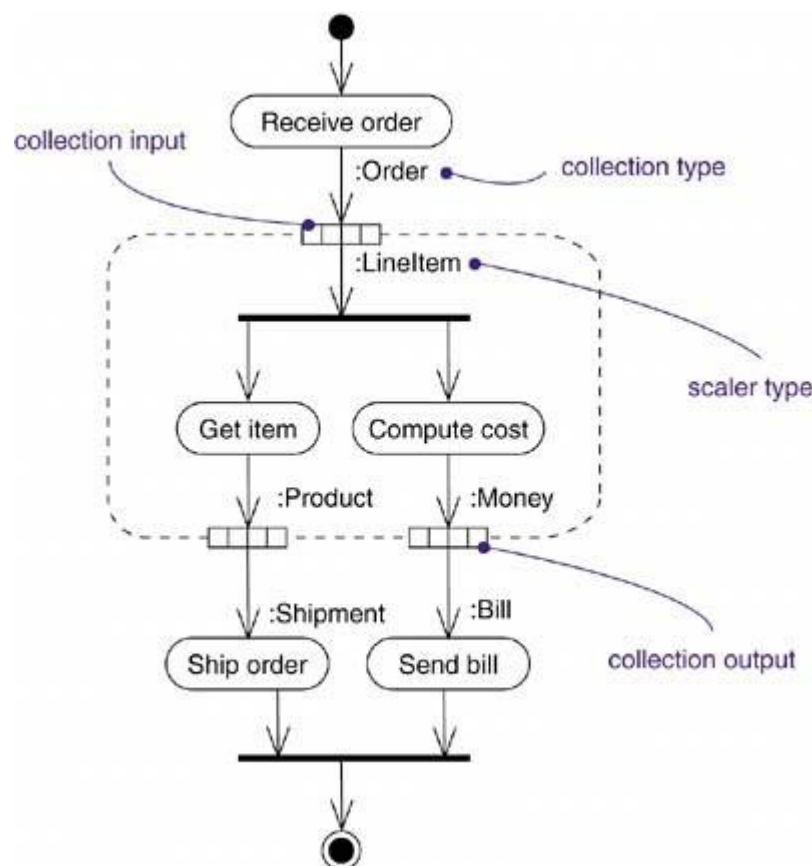 Receive order
collection input
:Order
collection type
:LineItem
scaler type
Get item
Compute cost
:Product
:Money
:Shipment
:Bill
collection output
Ship order
Send bill